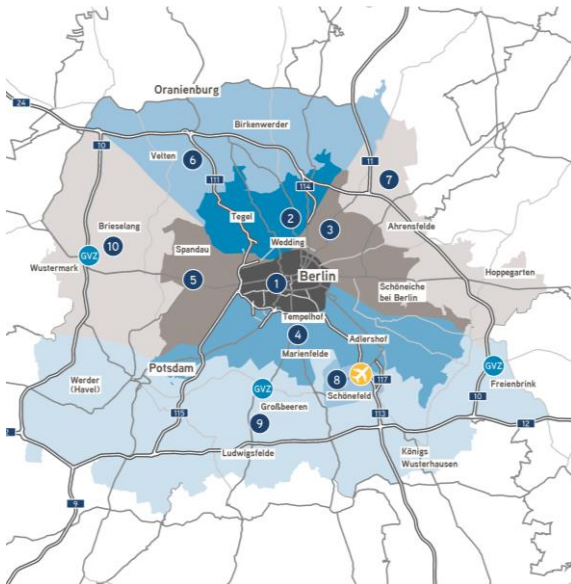 Oranienburg
24
Birkenwerder
10
11
Velten
6
111
114
7
Tegel
2
3
Ahrensfelde
Brieselang
10
Wedding
Spandau
GVZ
Wustermark
Berlin
Hoppegarten
5
1
Schöneiche
bei Berlin
Tempelhof
4
Adlershof
Marienfelde
Potsdam
GVZ
8
117
Werder
(Havel)
GVZ
Schönefeld
Freienbrink
10
115
Großbeeren
113
9
12
Ludwigsfelde
Königs
Wusterhausen
9